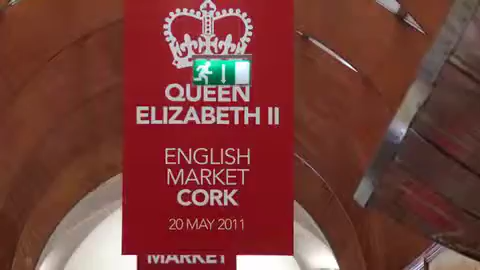 QUEEN
ELIZABETH II
ENGLISH
MARKET
CORK
20 MAY 2011
MARKET